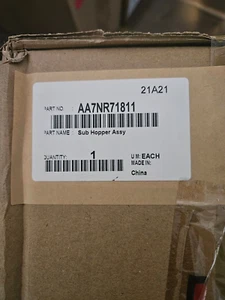 21A21
PART NO. AA7NR71811
PART NAME Sub Hopper Assy
QUANTITY: 1 U/M: EACH
MADE IN:
China